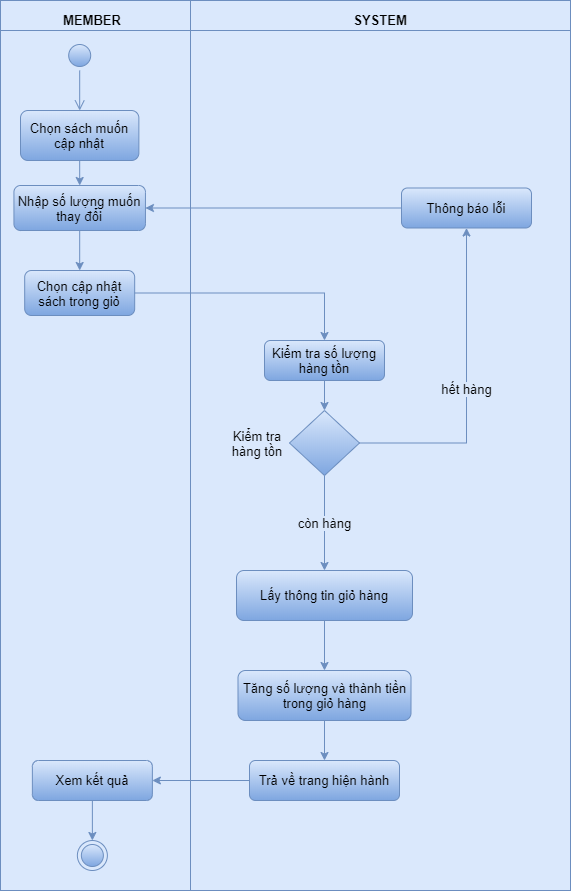 MEMBER
SYSTEM
Chọn sách muốn
cập nhật
Nhập số lượng muốn
thay đổi
Thông báo lỗi
Chọn cập nhật
sách trong giỏ
Kiểm tra số lượng
hàng tồn
hết hàng
Kiểm tra
hàng tồn
còn hàng
Lấy thông tin giỏ hàng
Tăng số lượng và thành tiền
trong giỏ hàng
Xem kết quả
Trả về trang hiện hành